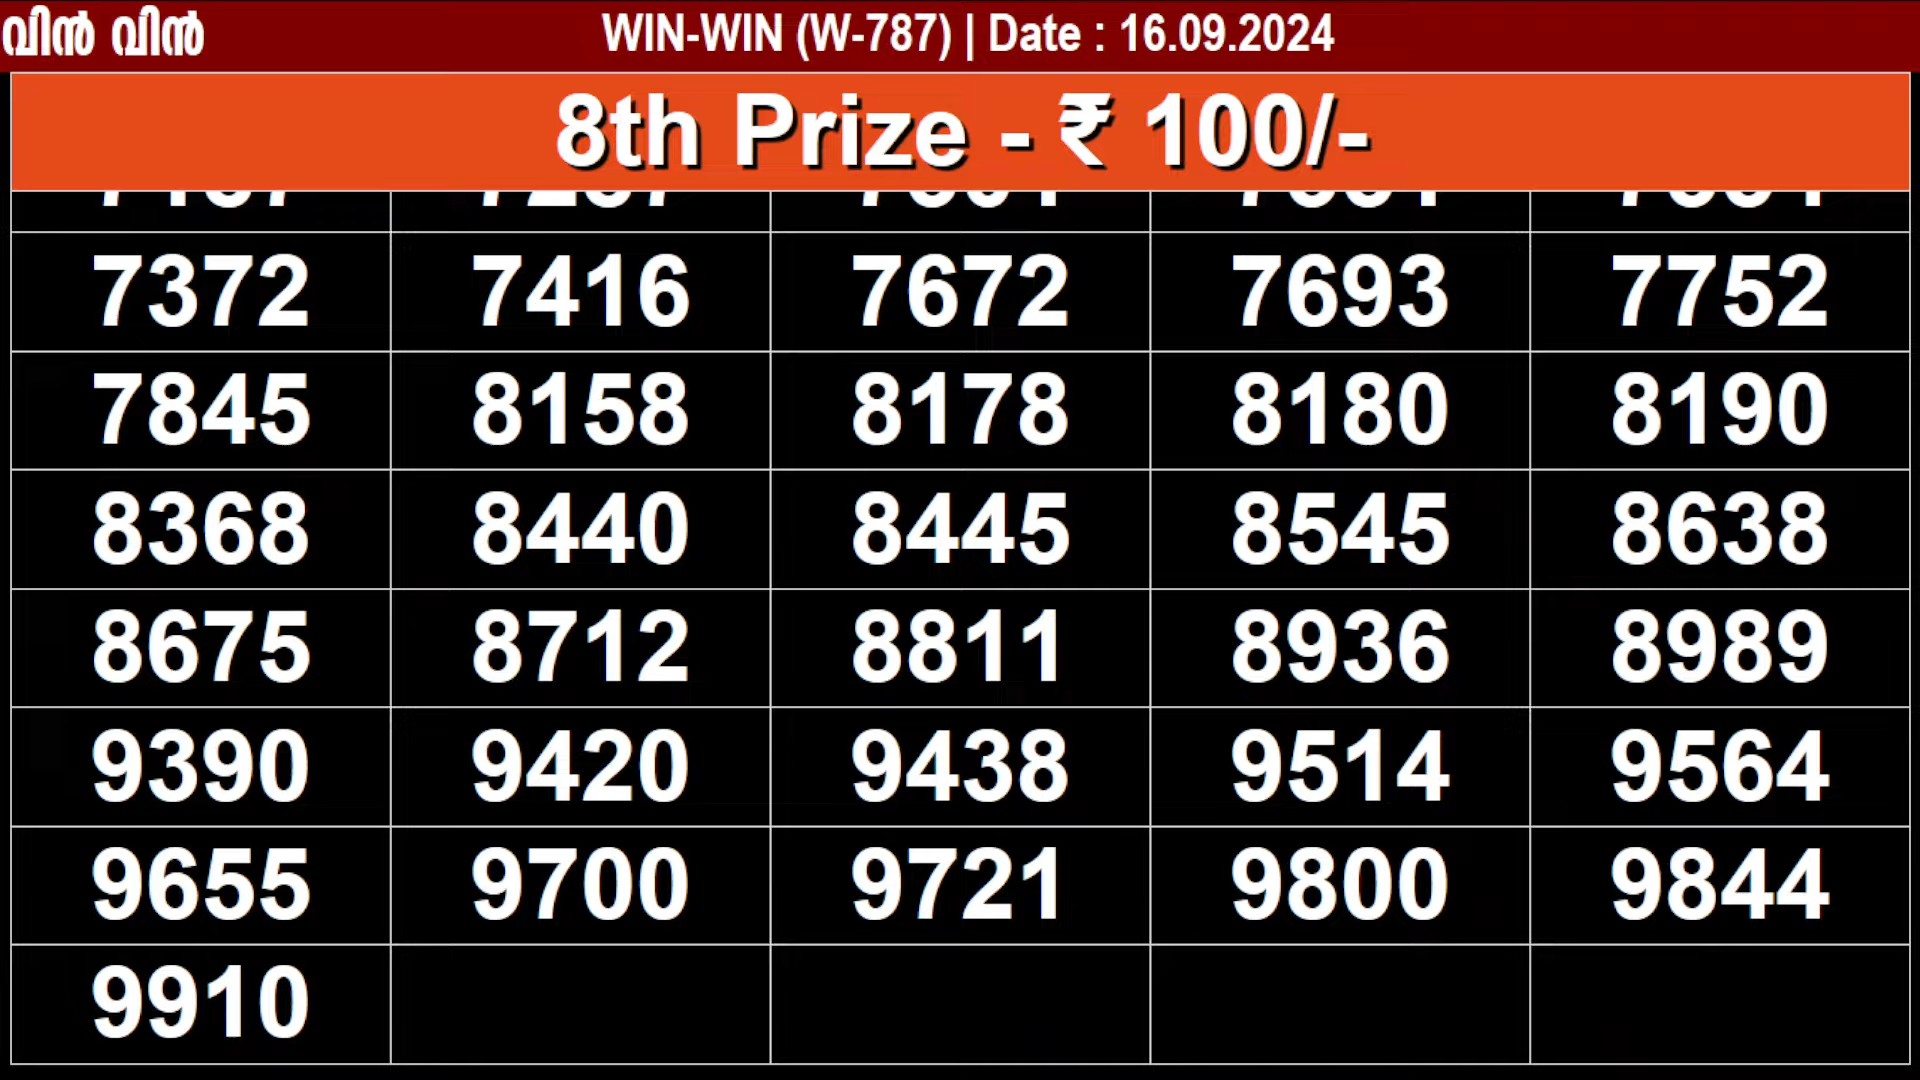 വിൻ വിൻ WIN-WIN (W-787) | Date : 16.09.2024
8th Prize - ₹ 100/-
7372 7416 7672 7693 7752
7845 8158 8178 8180 8190
8368 8440 8445 8545 8638
8675 8712 8811 8936 8989
9390 9420 9438 9514 9564
9655 9700 9721 9800 9844
9910